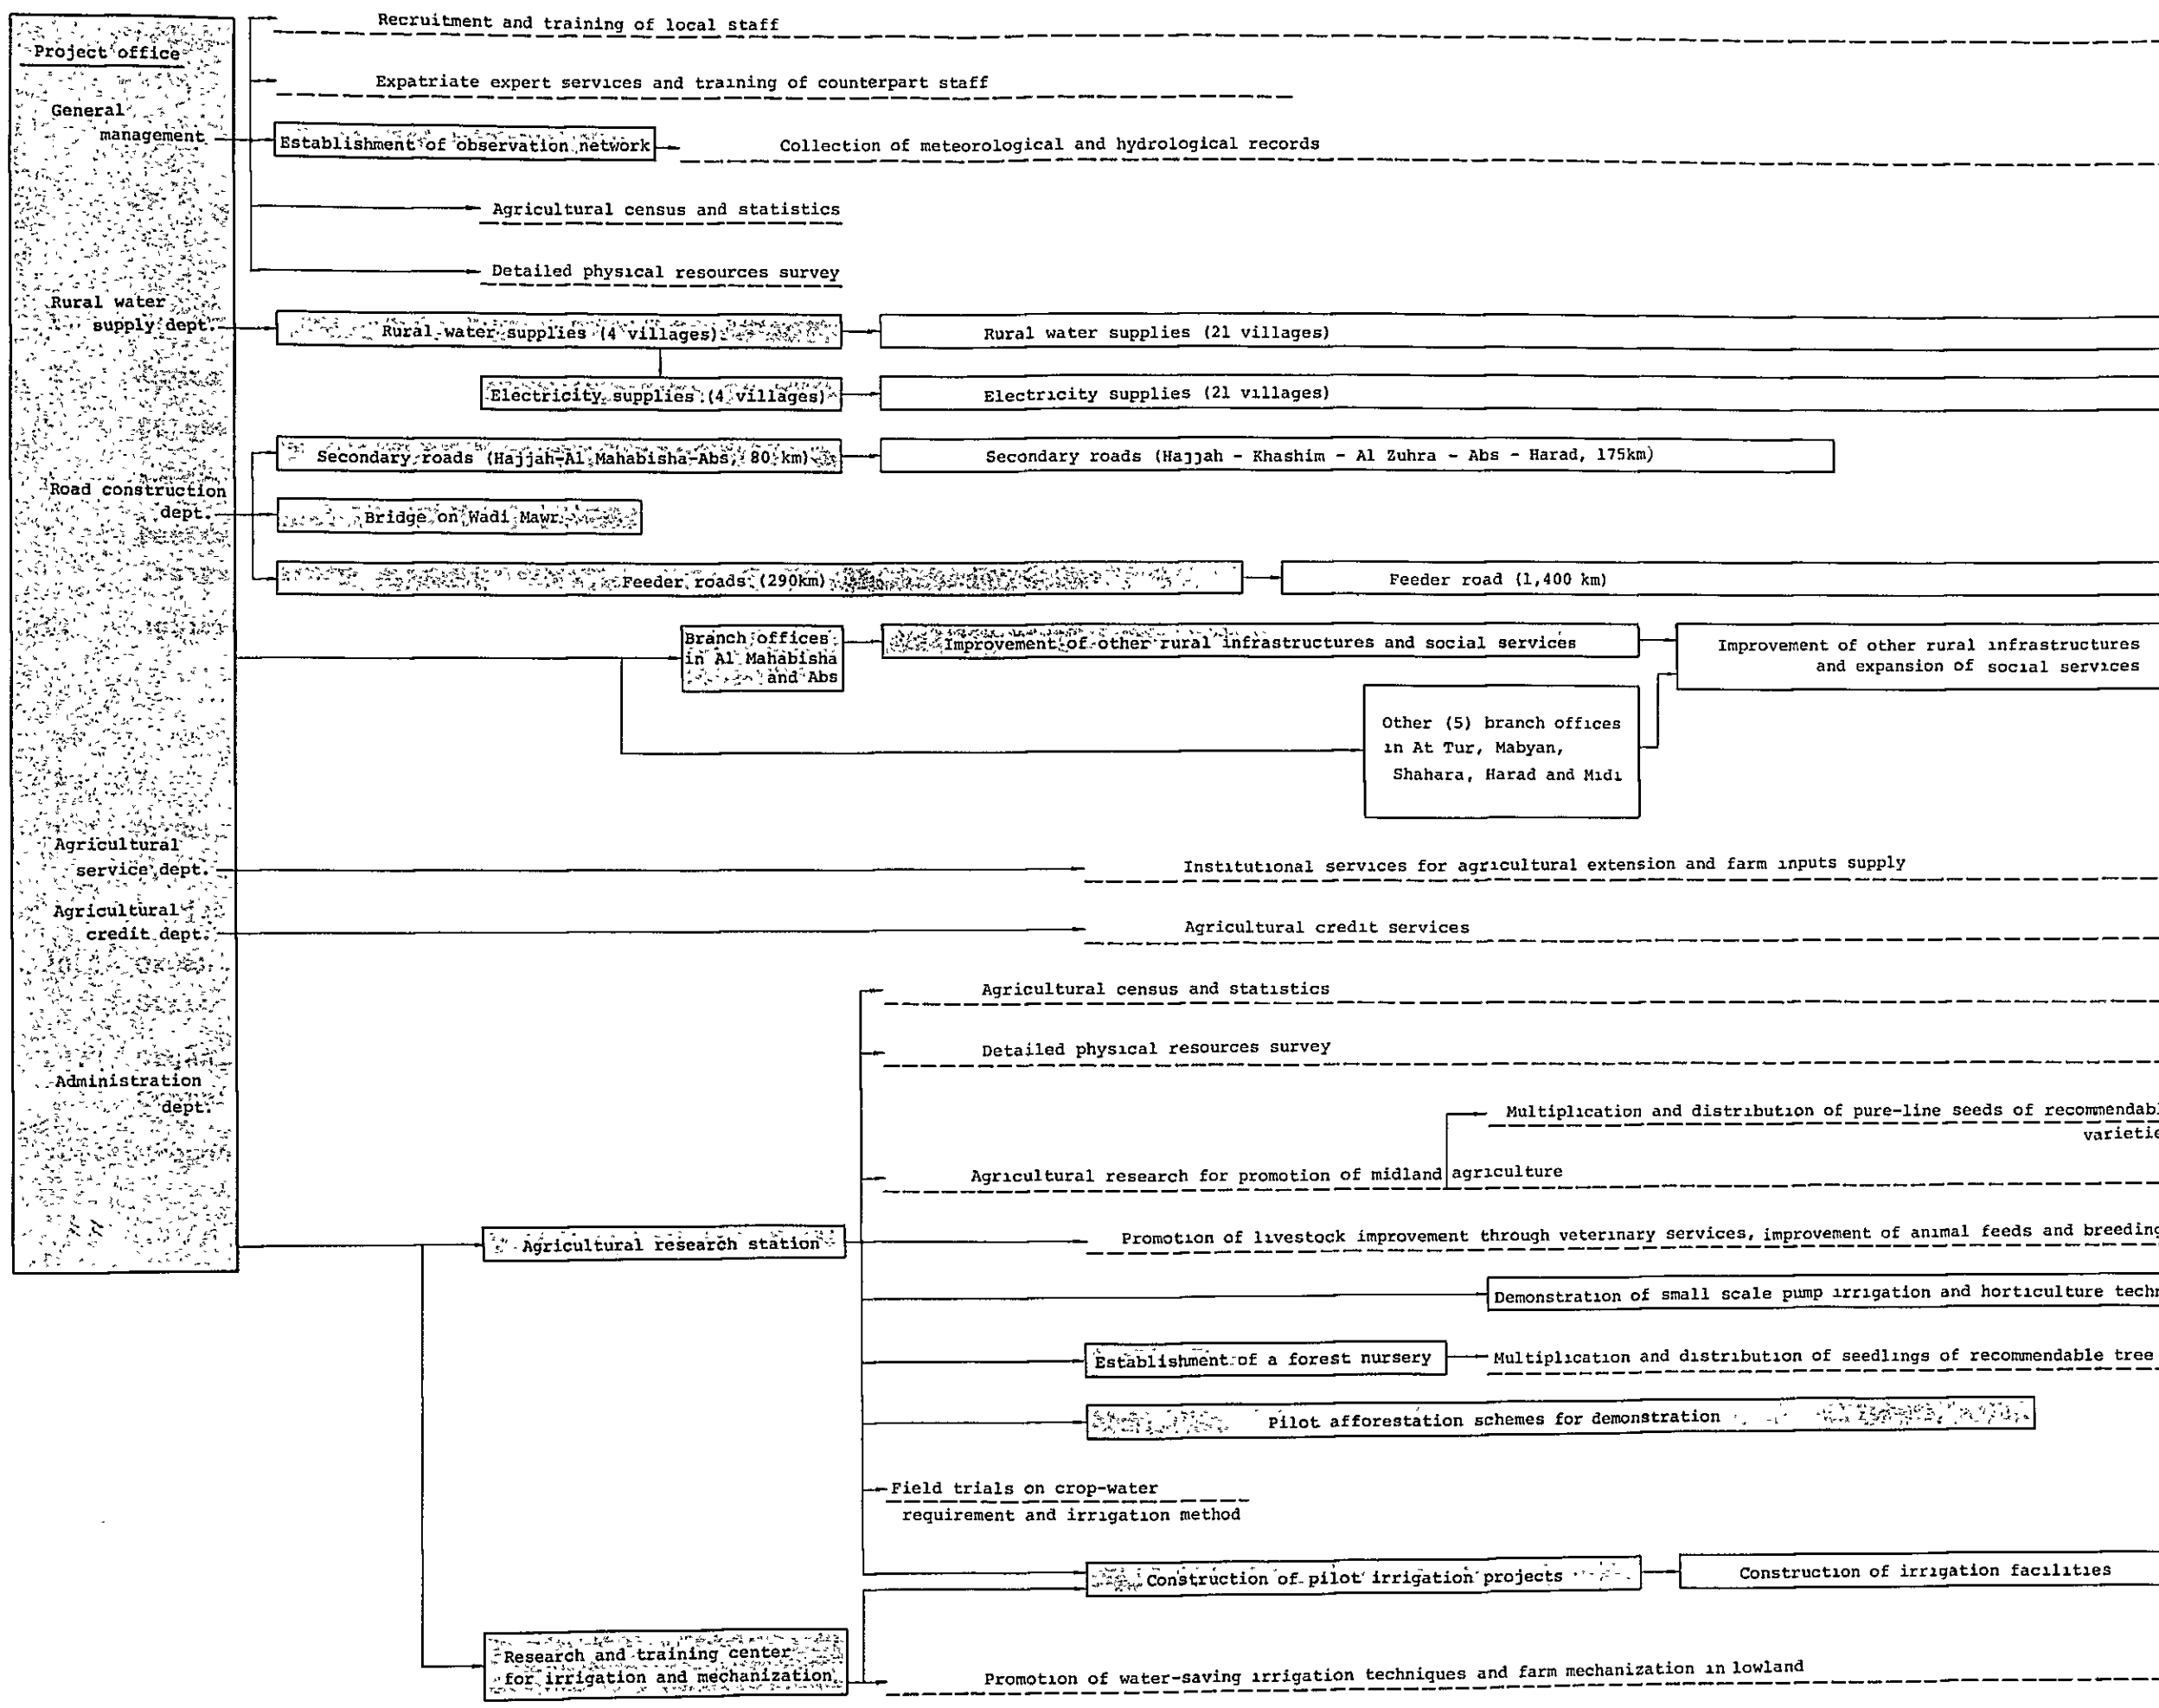 Project office
General
management
Recruitment and training of local staff
Expatriate expert services and training of counterpart staff
Establishment of observation network
Collection of meteorological and hydrological records
Agricultural census and statistics
Detailed physical resources survey
Rural water
supply dept.
Rural water supplies (4 villages)
Rural water supplies (21 villages)
Electricity supplies (4 villages)
Electricity supplies (21 villages)
Road construction
dept.
Secondary roads (Hajjah-Al Mahabisha-Abs, 80 km)
Secondary roads (Hajjah - Khashim - Al Zuhra - Abs - Harad, 175km)
Bridge on Wadi Mawr
Feeder roads (290km)
Feeder road (1,400 km)
Branch offices
in Al Mahabisha
and Abs
Improvement of other rural infrastructures and social services
Improvement of other rural infrastructures
and expansion of social services
Other (5) branch offices
in At Tur, Mabyan,
Shahara, Harad and Midi
Agricultural
service dept.
Institutional services for agricultural extension and farm inputs supply
Agricultural
credit dept.
Agricultural credit services
Administration
dept.
Agricultural census and statistics
Detailed physical resources survey
Multiplication and distribution of pure-line seeds of recommendabl
varietie
Agricultural research for promotion of midland agriculture
Agricultural research station
Promotion of livestock improvement through veterinary services, improvement of animal feeds and breeding
Demonstration of small scale pump irrigation and horticulture techn
Establishment of a forest nursery
Multiplication and distribution of seedlings of recommendable tree
Pilot afforestation schemes for demonstration
Field trials on crop-water
requirement and irrigation method
Construction of pilot irrigation projects
Construction of irrigation facilities
Research and training center
for irrigation and mechanization
Promotion of water-saving irrigation techniques and farm mechanization in lowland